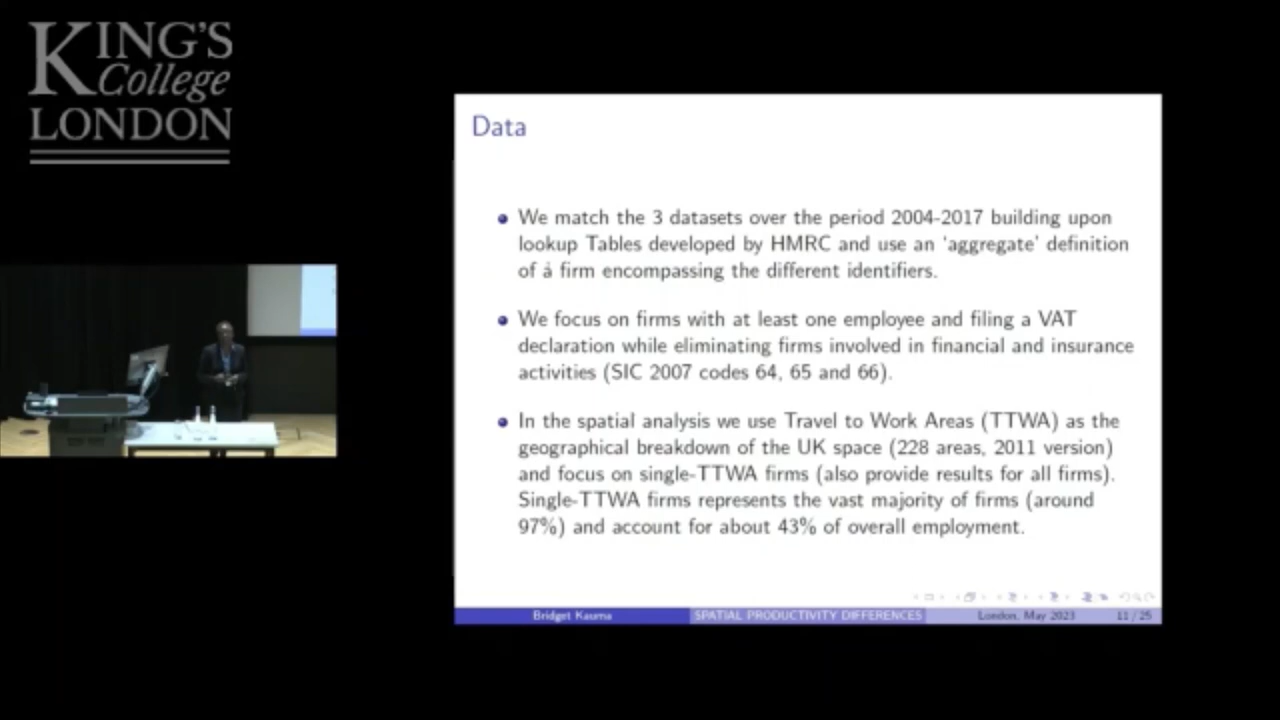 KING'S
College
LONDON
Data
We match the 3 datasets over the period 2004-2017 building upon
lookup Tables developed by HMRC and use an ‘aggregate’ definition
of a firm encompassing the different identifiers.
We focus on firms with at least one employee and filing a VAT
declaration while eliminating firms involved in financial and insurance
activities (SIC 2007 codes 64, 65 and 66).
In the spatial analysis we use Travel to Work Areas (TTWA) as the
geographical breakdown of the UK space (228 areas, 2011 version)
and focus on single-TTWA firms (also provide results for all firms).
Single-TTWA firms represents the vast majority of firms (around
97%) and account for about 43% of overall employment.
Bridget Kauma SPATIAL PRODUCTIVITY DIFFERENCES London, May 2023 11 / 25